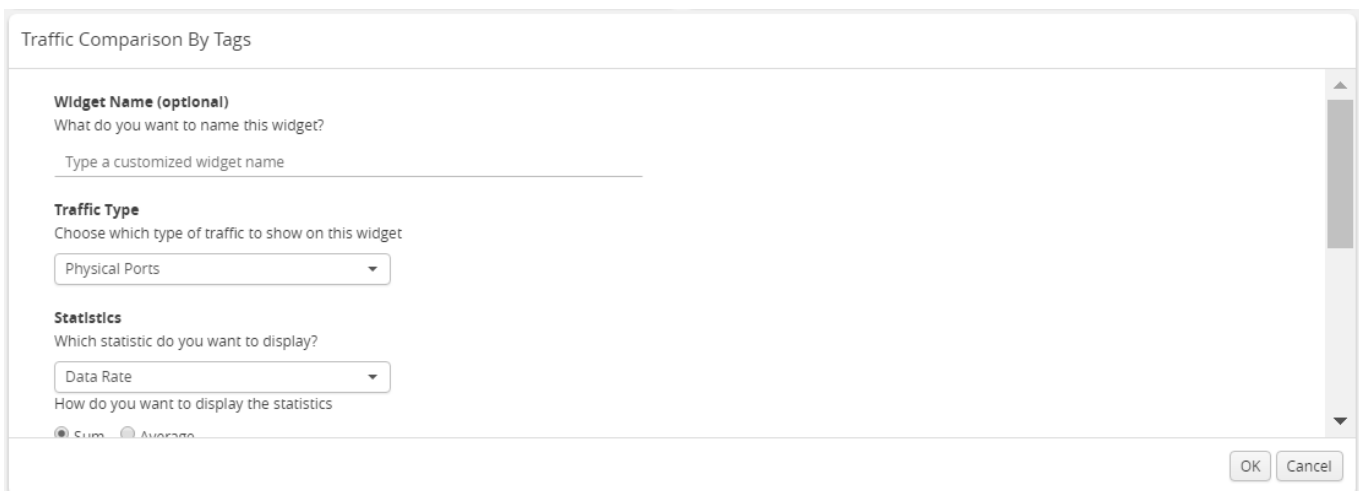 Traffic Comparison By Tags
Widget Name (optional)
What do you want to name this widget?
Type a customized widget name
Traffic Type
Choose which type of traffic to show on this widget
Physical Ports
Statistics
Which statistic do you want to display?
Data Rate
How do you want to display the statistics
Sum Average
OK Cancel